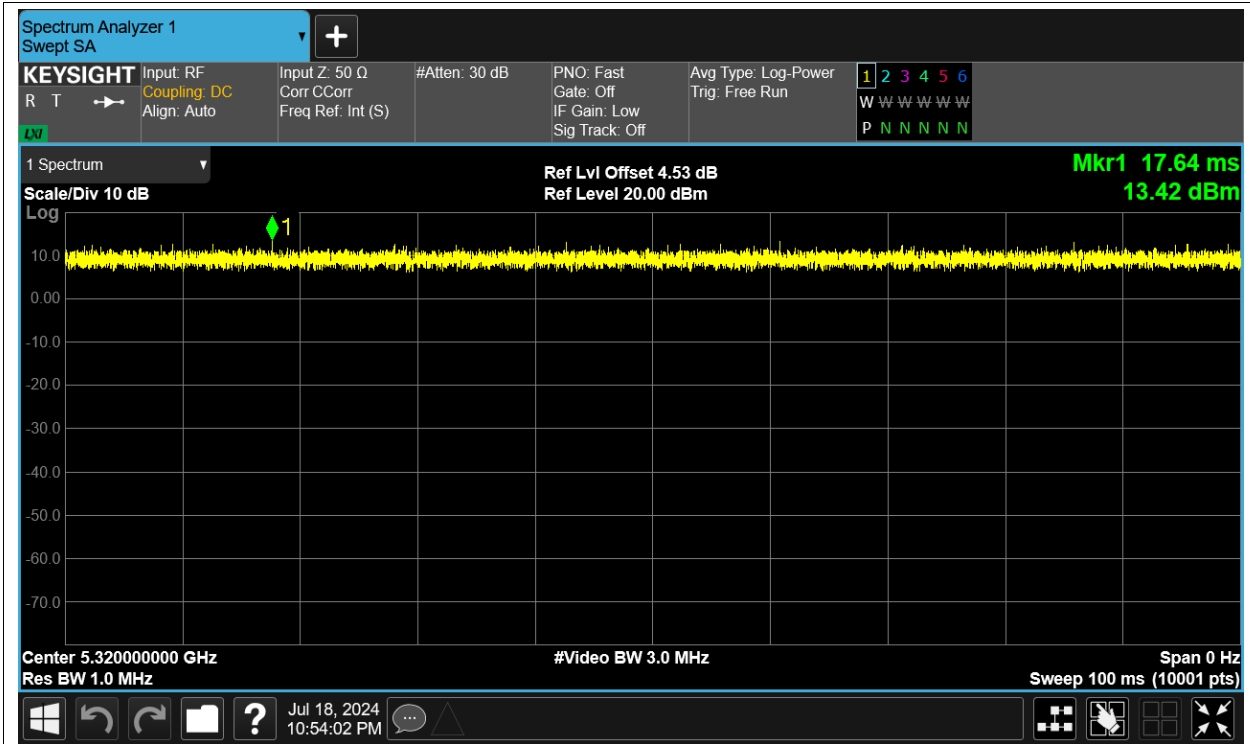 Spectrum Analyzer 1
Swept SA
KEYSIGHT
R T
LXI
Input: RF
Coupling: DC
Align: Auto
Input Z: 50 Ω
Corr CCorr
Freq Ref: Int (S)
#Atten: 30 dB
PNO: Fast
Gate: Off
IF Gain: Low
Sig Track: Off
Avg Type: Log-Power
Trig: Free Run
1 2 3 4 5 6
W W W W W W
P N N N N N
1 Spectrum
Scale/Div 10 dB
Log
Ref Lvl Offset 4.53 dB
Ref Level 20.00 dBm
Mkr1 17.64 ms
13.42 dBm
1
10.0
0.00
-10.0
-20.0
-30.0
-40.0
-50.0
-60.0
-70.0
Center 5.320000000 GHz
Res BW 1.0 MHz
#Video BW 3.0 MHz
Span 0 Hz
Sweep 100 ms (10001 pts)
?
Jul 18, 2024
10:54:02 PM